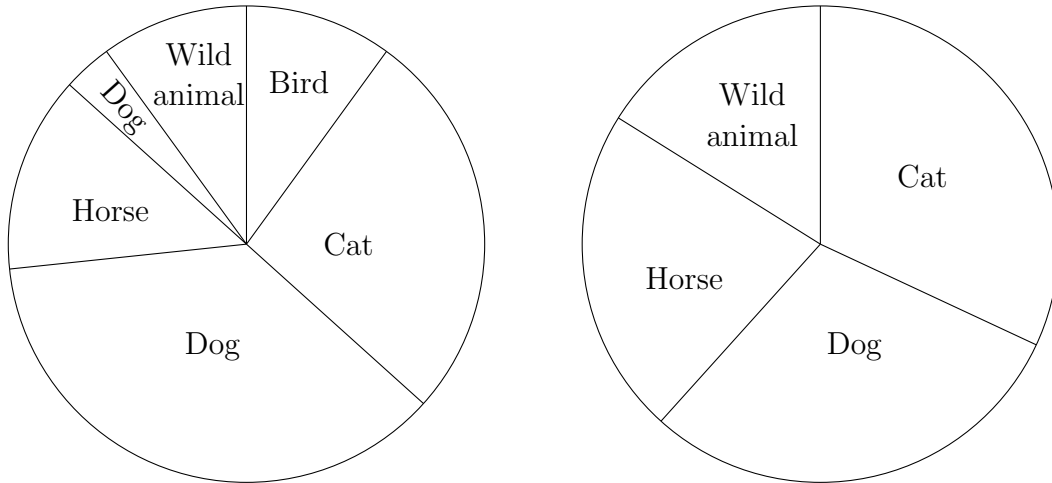 Wild
animal
Bird
Dog
Horse
Cat
Dog
Wild
animal
Cat
Horse
Dog